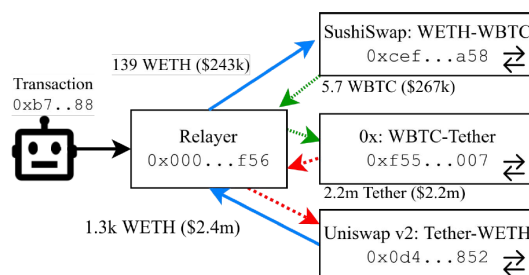 SushiSwap: WETH-WBTC
0xcef...a58
139 WETH ($243k)
5.7 WBTC ($267k)
Transaction
0xb7..88
Relayer
0x000...f56
0x: WBTC-Tether
0xf55...007
2.2m Tether ($2.2m)
1.3k WETH ($2.4m)
Uniswap v2: Tether-WETH
0x0d4...852